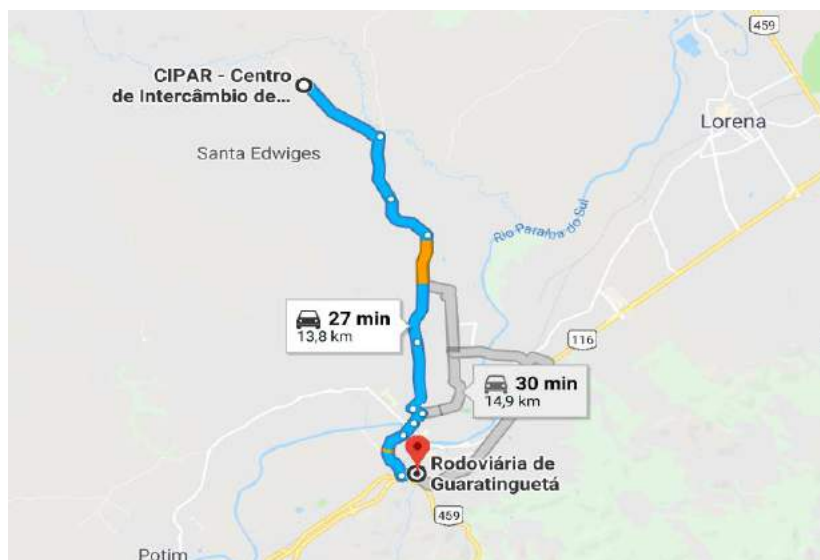 459
CIPAR - Centro
de Intercâmbio de...
Lorena
Santa Edwiges
Rio Paraíba do Sul
27 min
13,8 km
116
30 min
14,9 km
Rodoviária de
Guaratinguetá
459
Potim